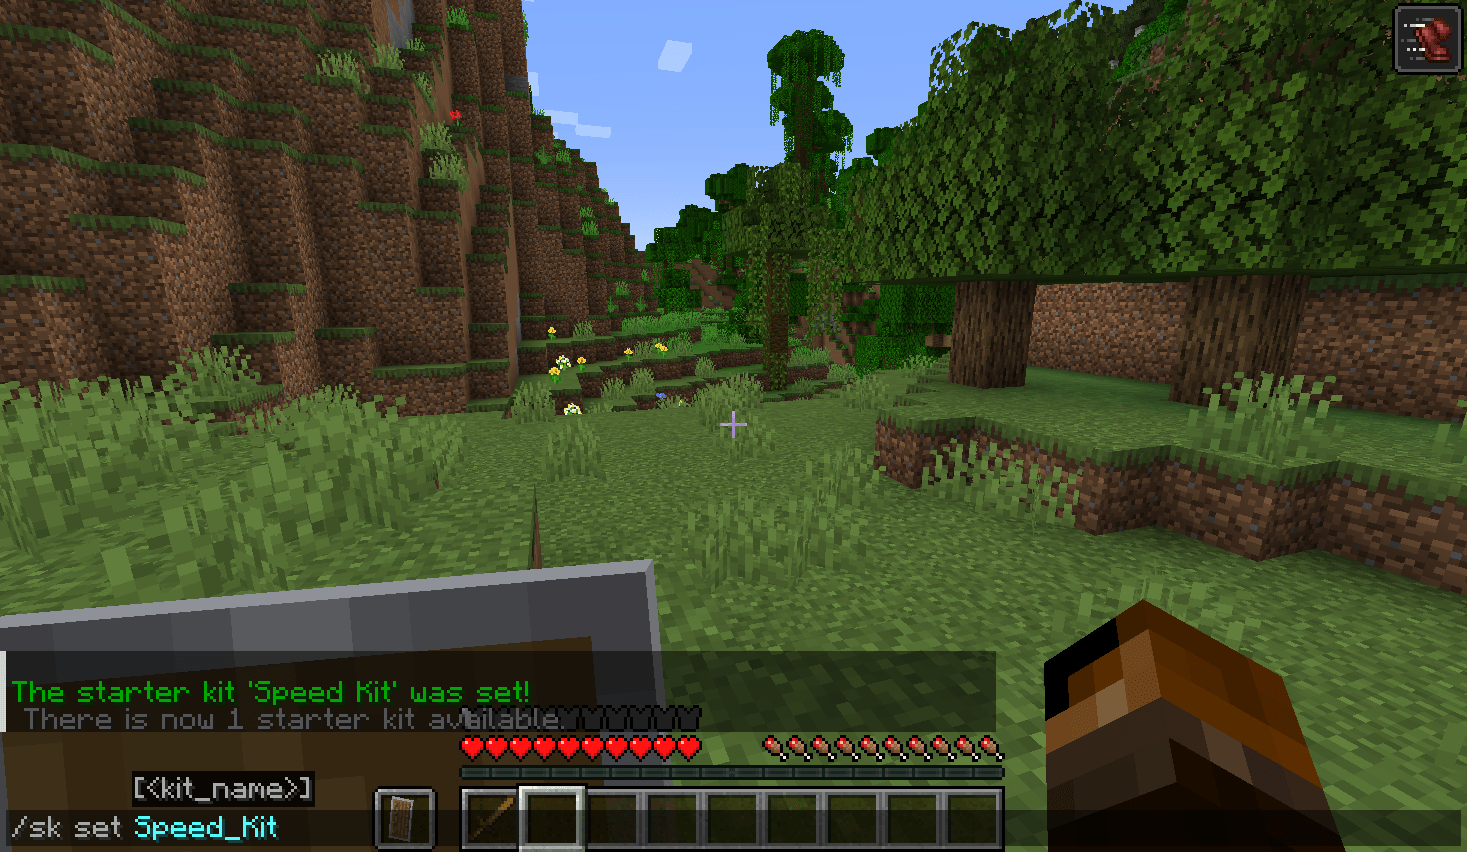 The starter kit 'Speed Kit' was set!
There is now 1 starter kit available.
[<kit_name>]
/sk set Speed_Kit